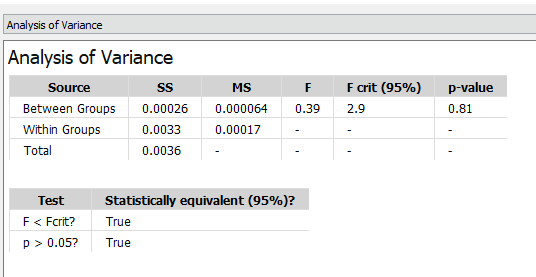 Analysis of Variance
Analysis of Variance
Source SS MS F F crit (95%) p-value
Between Groups 0.00026 0.000064 0.39 2.9 0.81
Within Groups 0.0033 0.00017 - - -
Total 0.0036 - - - -
Test Statistically equivalent (95%)?
F < Fcrit? True
p > 0.05? True